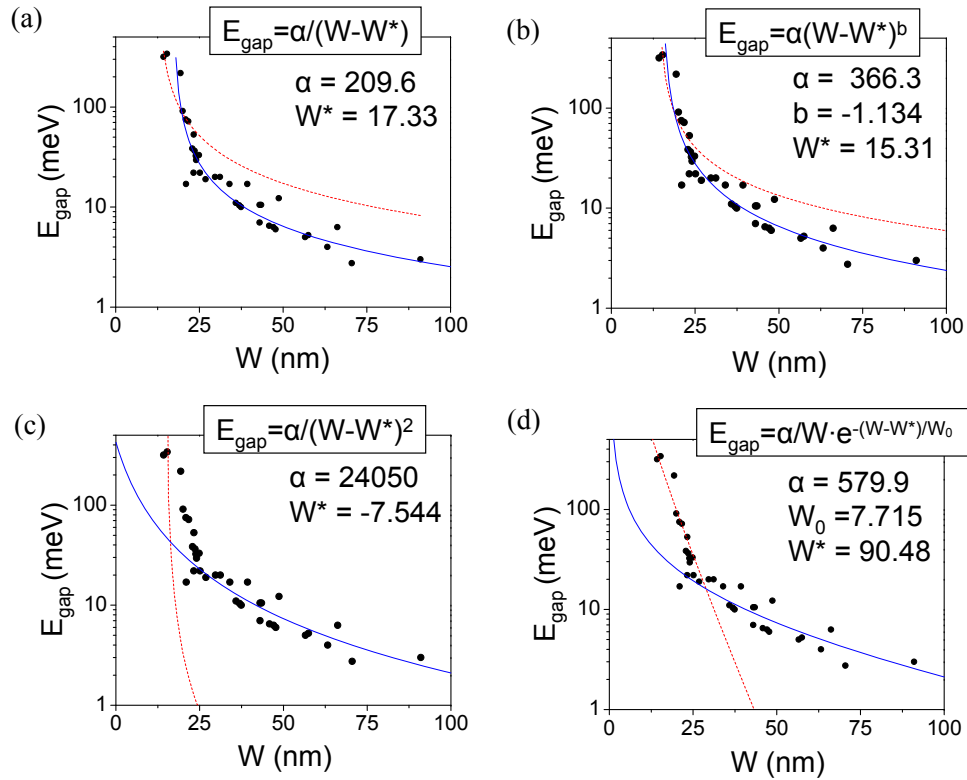 (a)
E_gap=α/(W-W*)
α = 209.6
W* = 17.33
100
10
1
E_gap (meV)
0 25 50 75 100
W (nm)
(b)
E_gap=α(W-W*)^b
α = 366.3
b = -1.134
W* = 15.31
100
10
1
E_gap (meV)
0 25 50 75 100
W (nm)
(c)
E_gap=α/(W-W*)²
α = 24050
W* = -7.544
100
10
1
E_gap (meV)
0 25 50 75 100
W (nm)
(d)
E_gap=α/W·e^-(W-W*)/W₀
α = 579.9
W₀ =7.715
W* = 90.48
100
10
1
E_gap (meV)
0 25 50 75 100
W (nm)